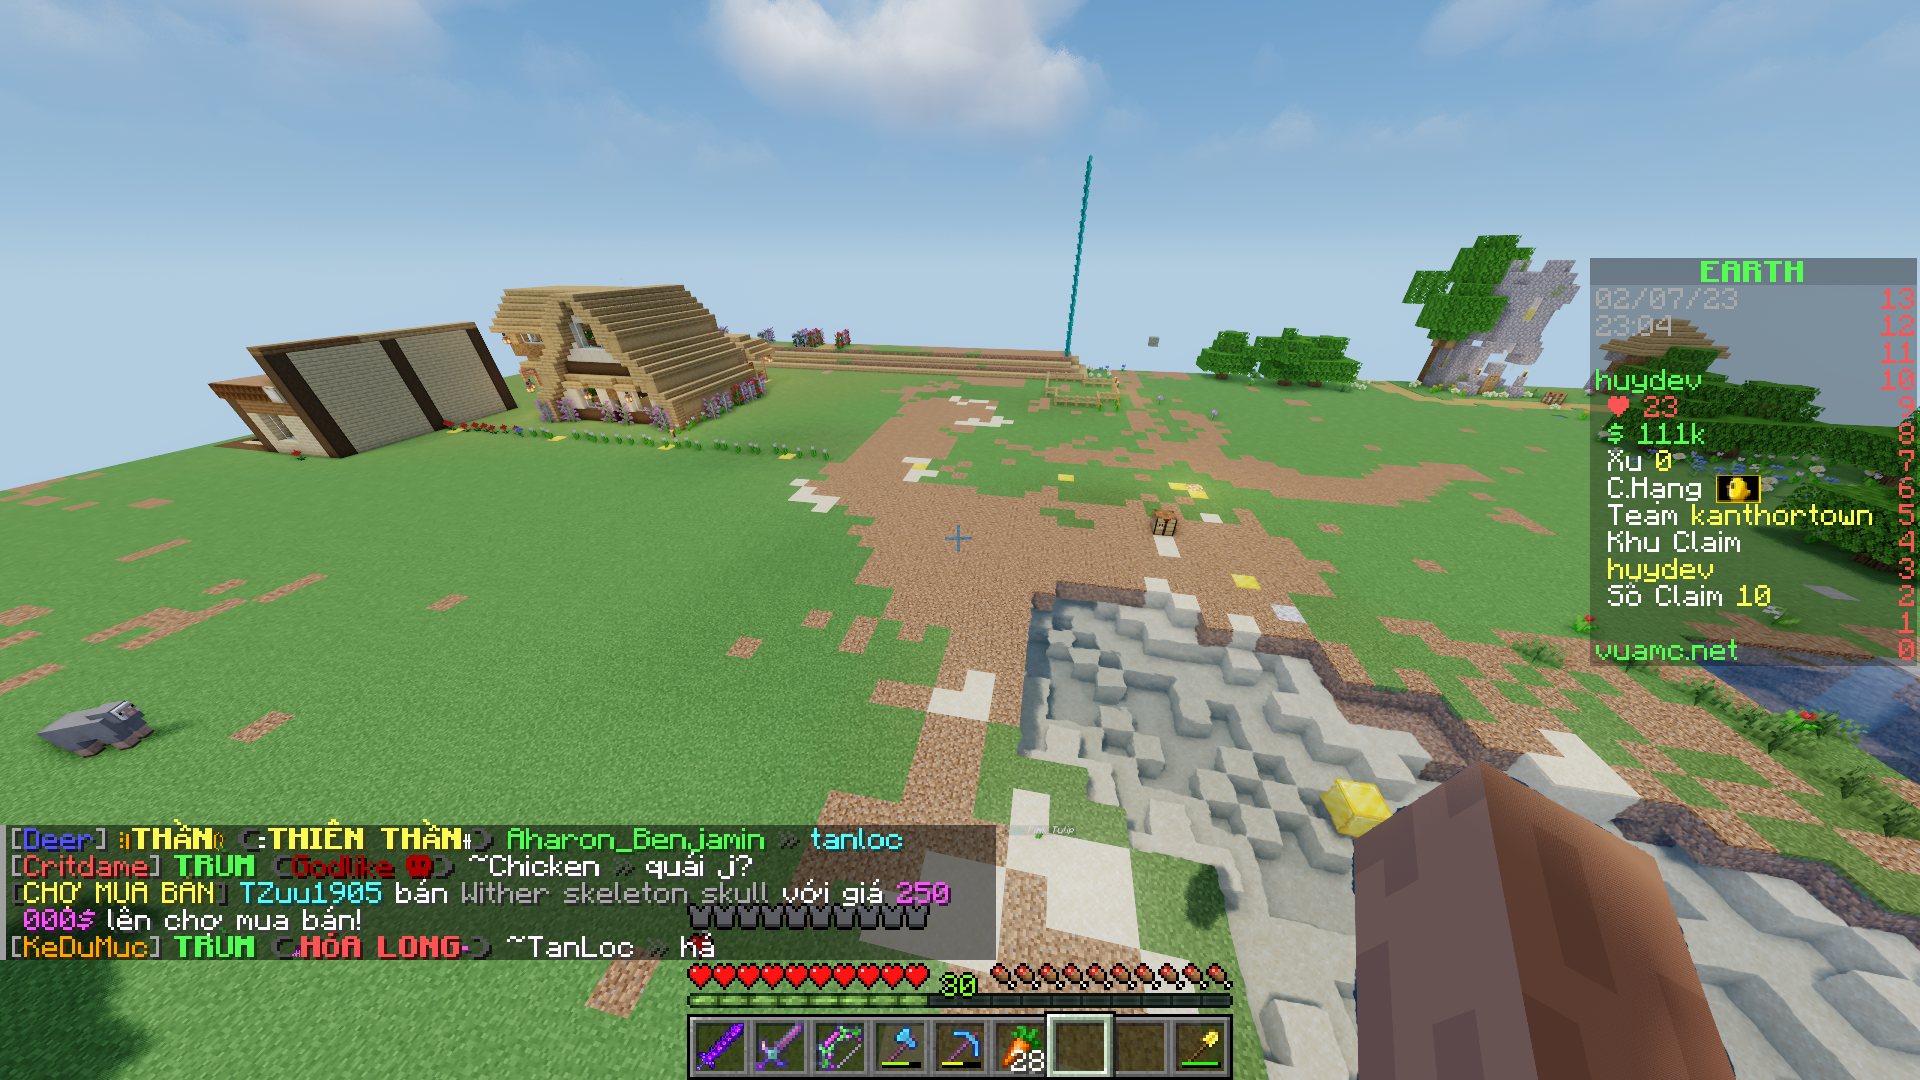 EARTH
02/07/23 13
23:04 12
11
huydev 10
23 9
$ 111k 8
Xu 0 7
C.Hạng 6
Team kanthortown 5
Khu Claim 4
huydev 3
Số Claim 10 2
1
vuamc.net 0
Tulip
[Deer] THẦN THIÊN THẦN Aharon_Benjamin » tanloc
[Critdame] TRÙM Godlike ~Chicken » quái j?
[CHỢ MUA BÁN] TZuu1905 bán Wither skeleton skull với giá 250
000$ lên chợ mua bán!
[KeDuMuc] TRÙM HỎA LONG ~TanLoc » há
30
28